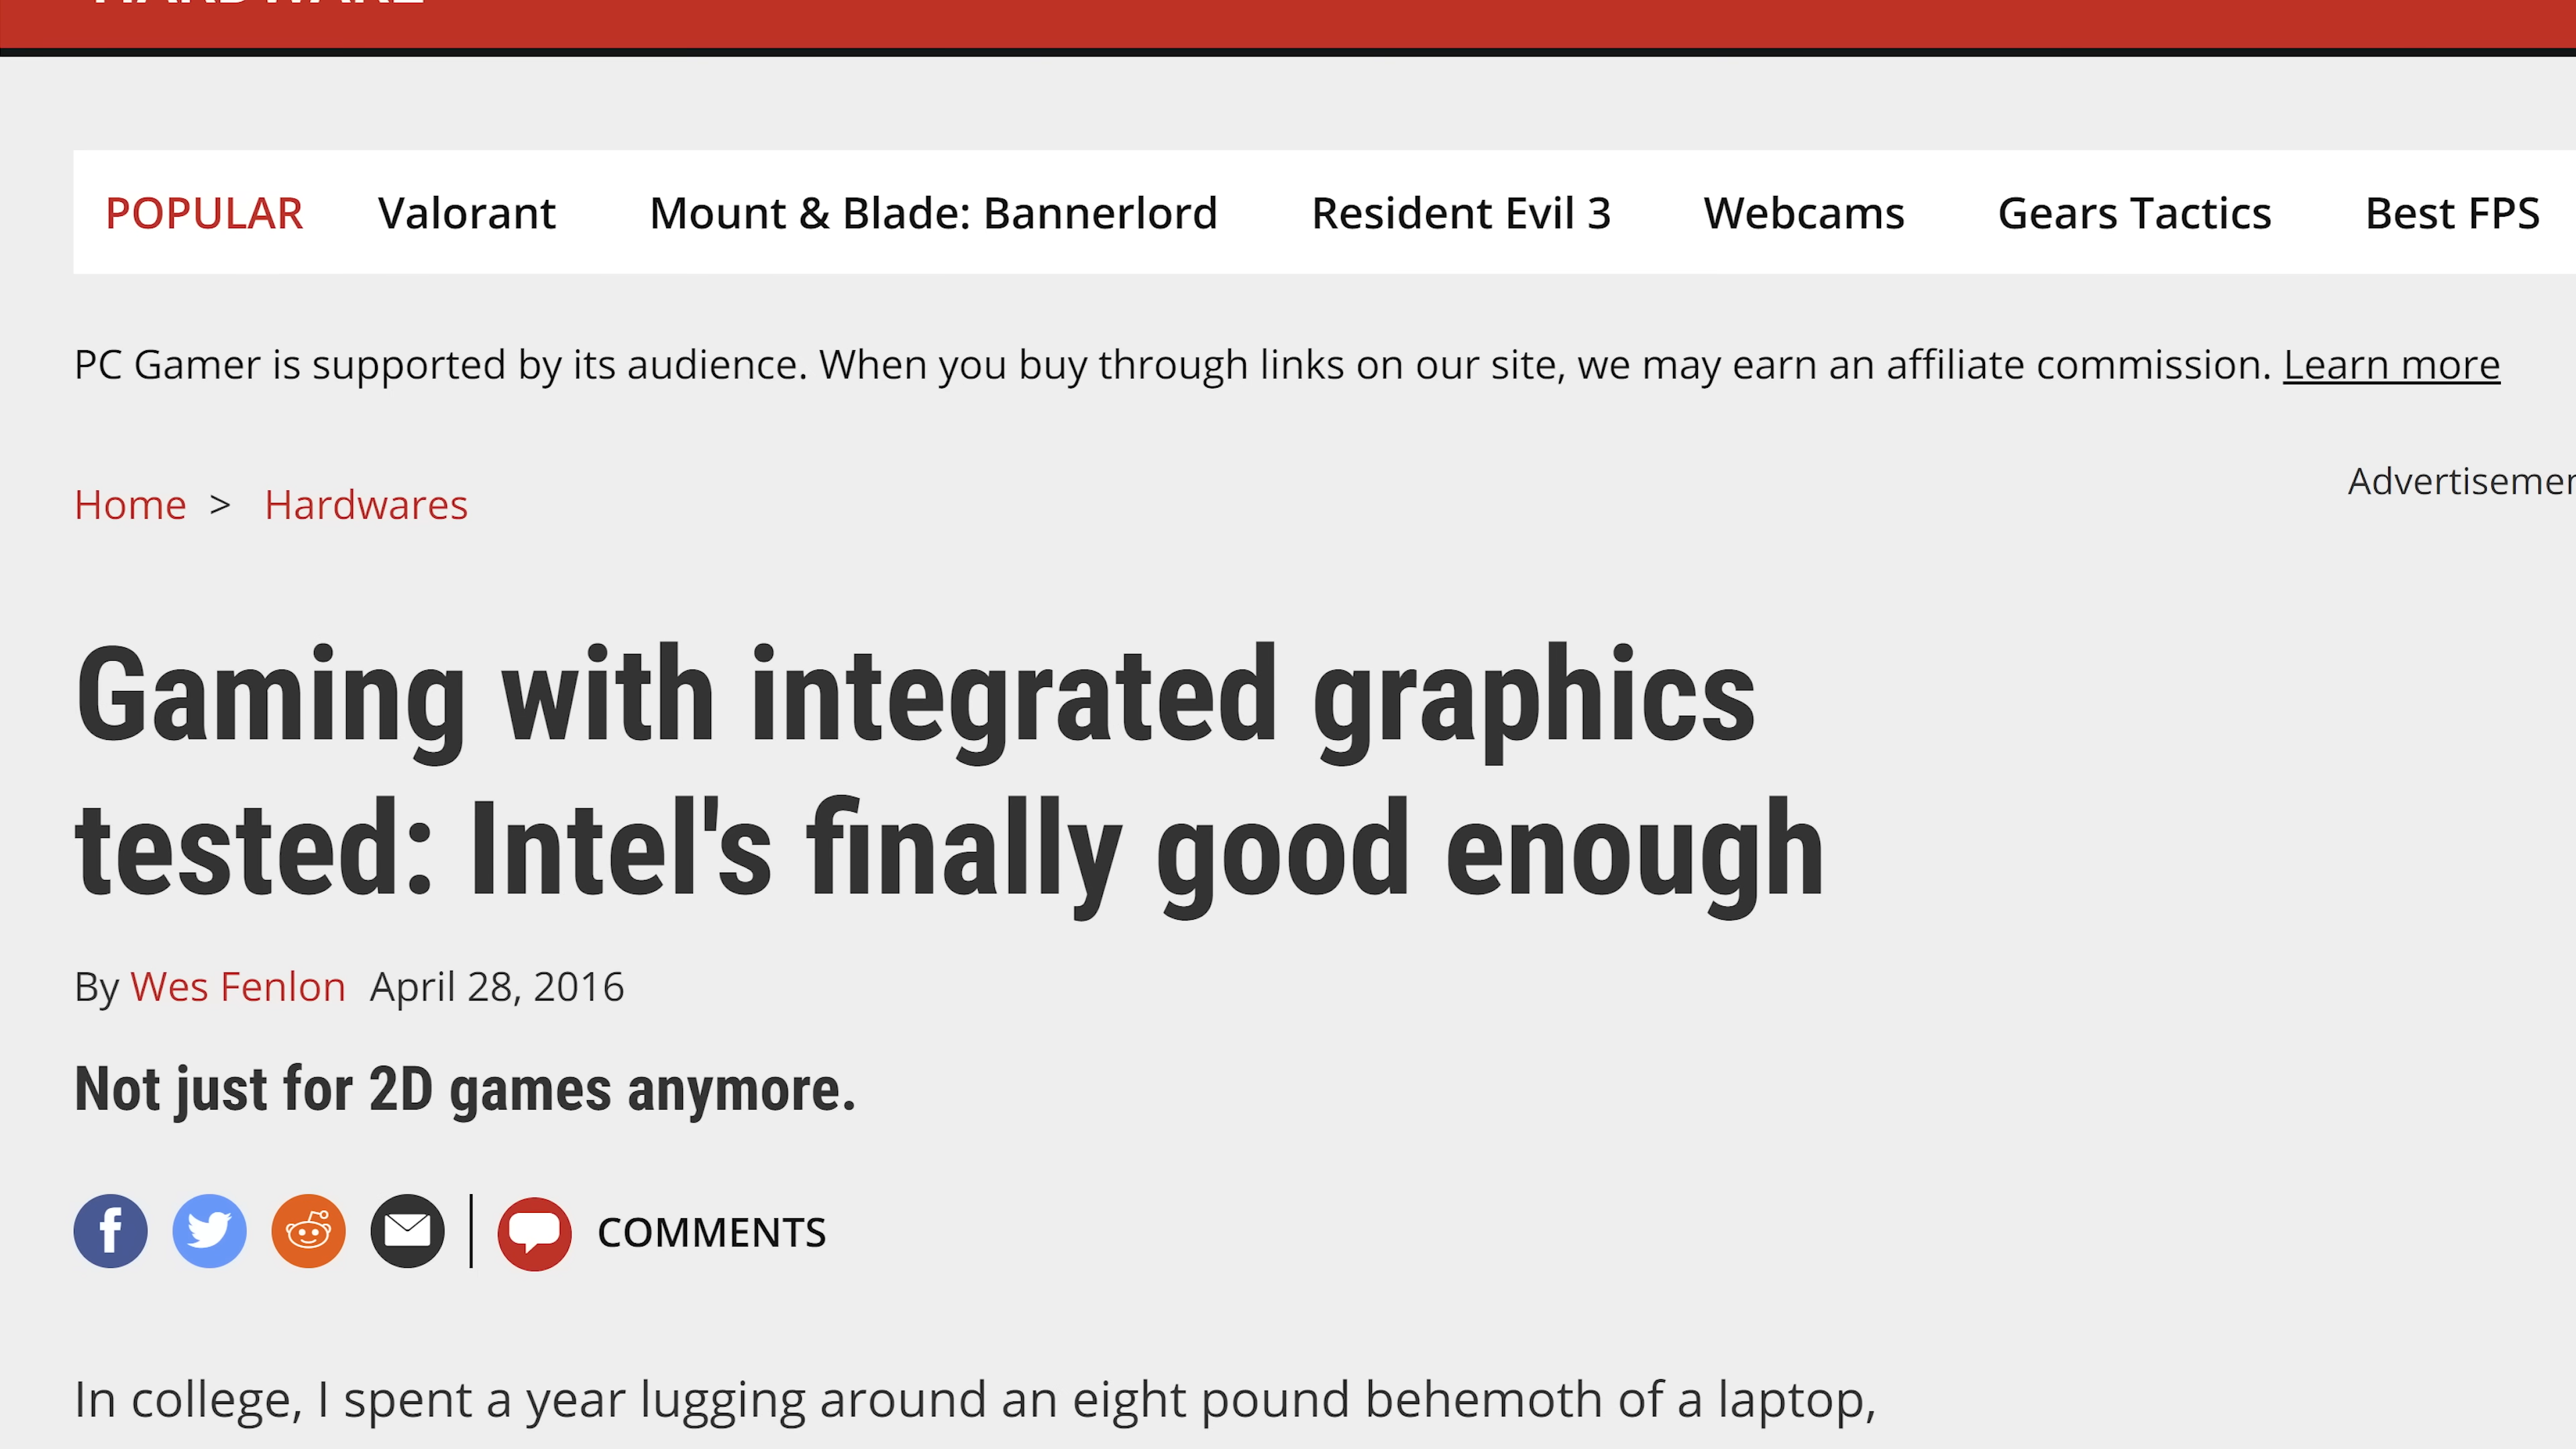 POPULAR Valorant Mount & Blade: Bannerlord Resident Evil 3 Webcams Gears Tactics Best FPS
PC Gamer is supported by its audience. When you buy through links on our site, we may earn an affiliate commission. Learn more
Home > Hardwares
Gaming with integrated graphics
tested: Intel's finally good enough
By Wes Fenlon April 28, 2016
Not just for 2D games anymore.
COMMENTS
In college, I spent a year lugging around an eight pound behemoth of a laptop,